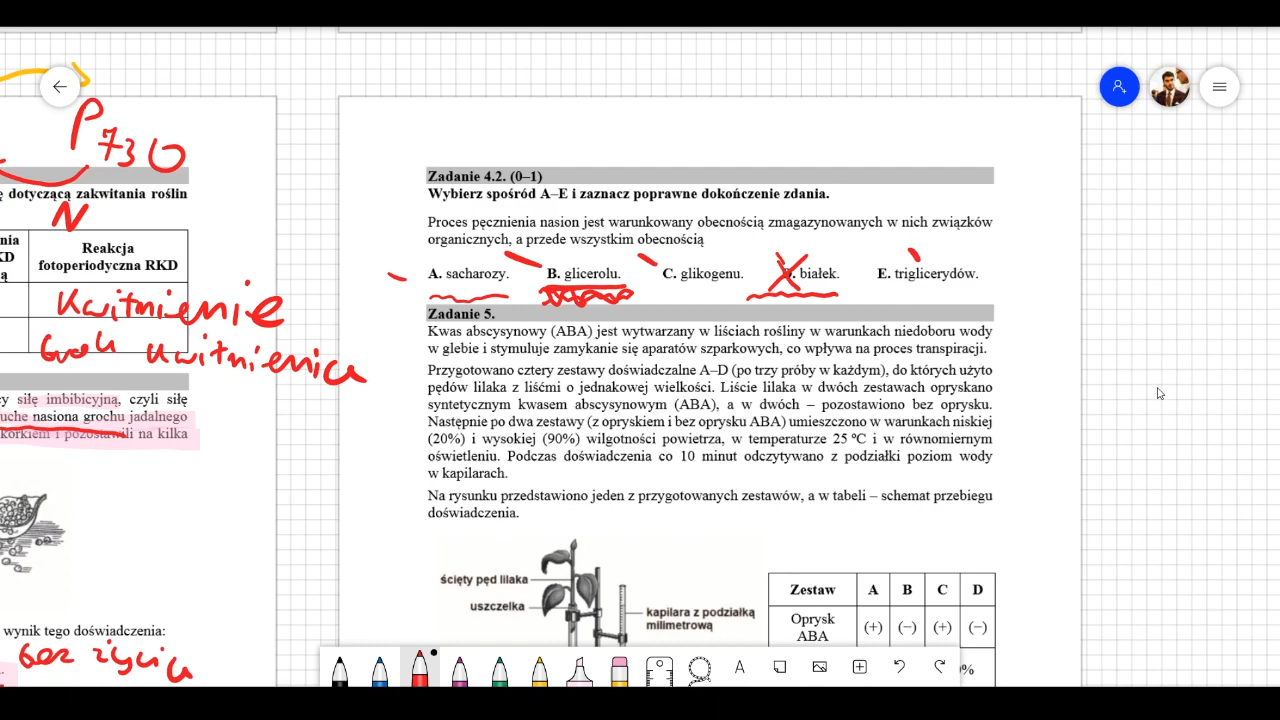 P730
ę dotyczącą zakwitania roślin
N
nia
KD
ą
Reakcja
fotoperiodyczna RKD
Kwitnienie
brak kwitnienia
cy siłę imbibicyjną, czyli siłę
uche nasiona grochu jadalnego
korkiem i pozostawili na kilka
wynik tego doświadczenia:
bez życia
Zadanie 4.2. (0–1)
Wybierz spośród A–E i zaznacz poprawne dokończenie zdania.
Proces pęcznienia nasion jest warunkowany obecnością zmagazynowanych w nich związków
organicznych, a przede wszystkim obecnością
A. sacharozy. B. glicerolu. C. glikogenu. D. białek. E. triglicerydów.
Zadanie 5.
Kwas abscysynowy (ABA) jest wytwarzany w liściach rośliny w warunkach niedoboru wody
w glebie i stymuluje zamykanie się aparatów szparkowych, co wpływa na proces transpiracji.
Przygotowano cztery zestawy doświadczalne A–D (po trzy próby w każdym), do których użyto
pędów lilaka z liśćmi o jednakowej wielkości. Liście lilaka w dwóch zestawach opryskano
syntetycznym kwasem abscysynowym (ABA), a w dwóch – pozostawiono bez oprysku.
Następnie po dwa zestawy (z opryskiem i bez oprysku ABA) umieszczono w warunkach niskiej
(20%) i wysokiej (90%) wilgotności powietrza, w temperaturze 25 ºC i w równomiernym
oświetleniu. Podczas doświadczenia co 10 minut odczytywano z podziałki poziom wody
w kapilarach.
Na rysunku przedstawiono jeden z przygotowanych zestawów, a w tabeli – schemat przebiegu
doświadczenia.
ścięty pęd lilaka
uszczelka
kapilara z podziałką
milimetrową
Zestaw A B C D
Oprysk
ABA (+) (−) (+) (−)
%
A